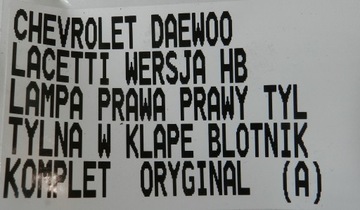 CHEVROLET DAEWOO
LACETTI WERSJA HB
LAMPA PRAWA PRAWY TYL
TYLNA W KLAPE BLOTNIK
KOMPLET ORYGINAL (A)